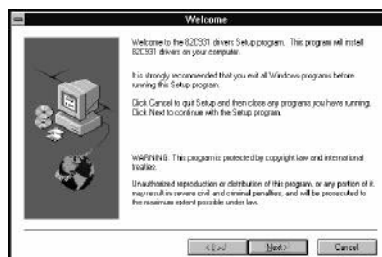 Welcome
Welcome to the 82C931 drivers Setup program. This program will install
82C931 drivers on your computer.
It is strongly recommended that you exit all Windows programs before
running this Setup program.
Click Cancel to quit Setup and then close any programs you have running.
Click Next to continue with the Setup program.
WARNING: This program is protected by copyright law and international
treaties.
Unauthorized reproduction or distribution of this program, or any portion of it,
may result in severe civil and criminal penalties, and will be prosecuted to
the maximum extent possible under law.
< Back
Next >
Cancel